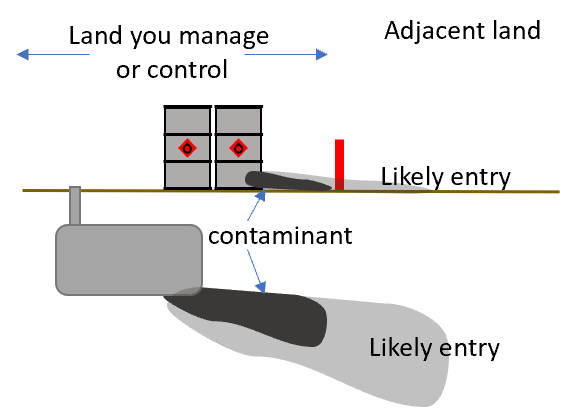 Land you manage
or control
Adjacent land
Likely entry
contaminant
Likely entry